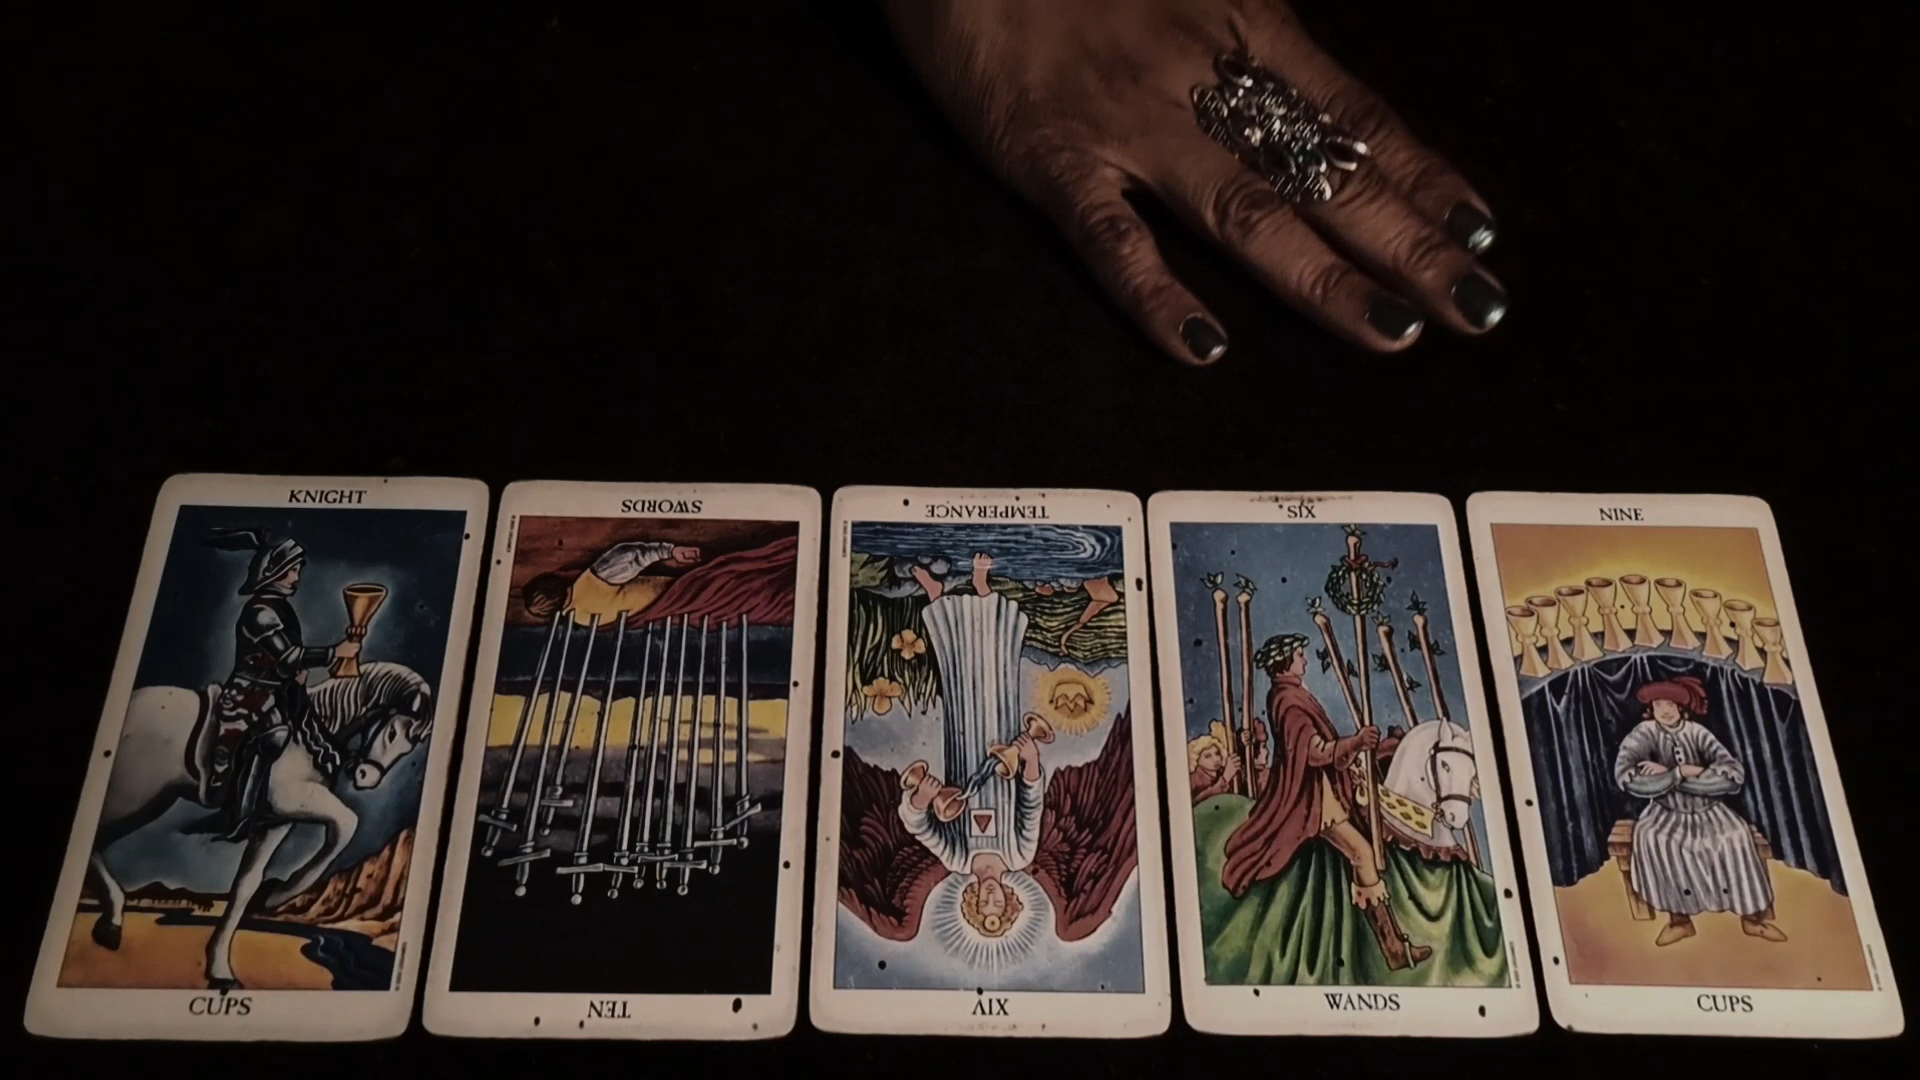 KNIGHT
CUPS
SWORDS
TEN
TEMPERANCE
XIV
SIX
WANDS
NINE
CUPS